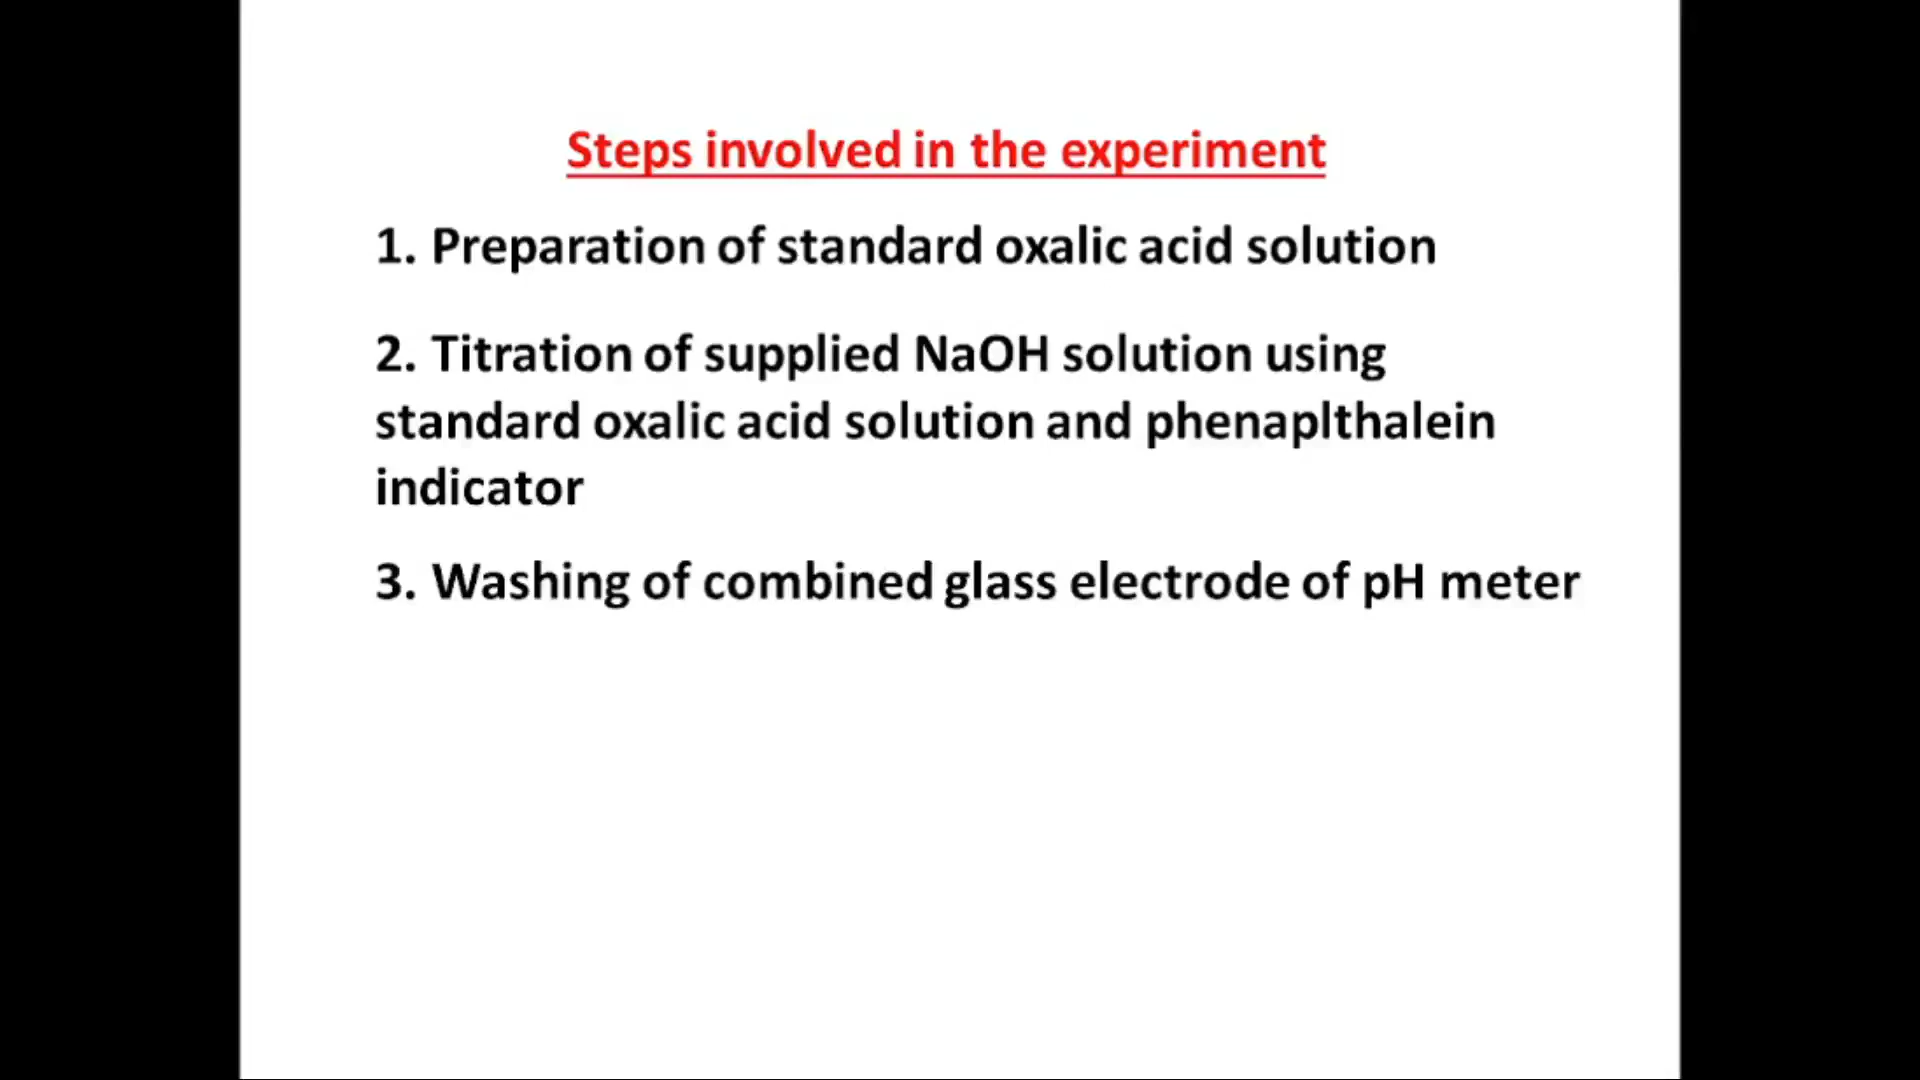 Steps involved in the experiment
1. Preparation of standard oxalic acid solution
2. Titration of supplied NaOH solution using
standard oxalic acid solution and phenaplthalein
indicator
3. Washing of combined glass electrode of pH meter